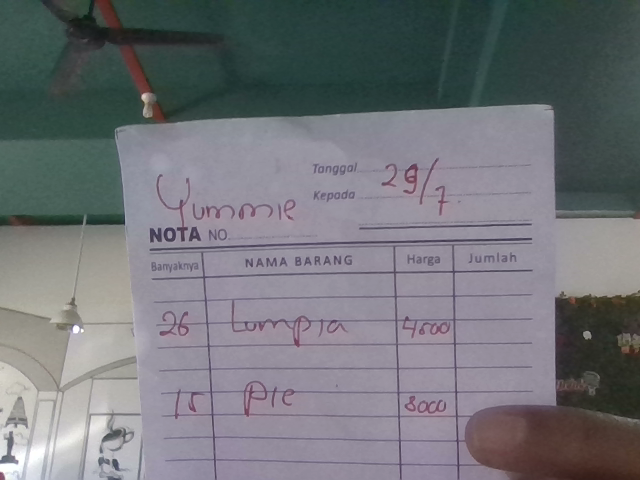 Tanggal 29/7
Yummie
Kepada
NOTA NO.
Banyaknya NAMA BARANG Harga Jumlah
26 Lumpia 4500
15 Pie 8000